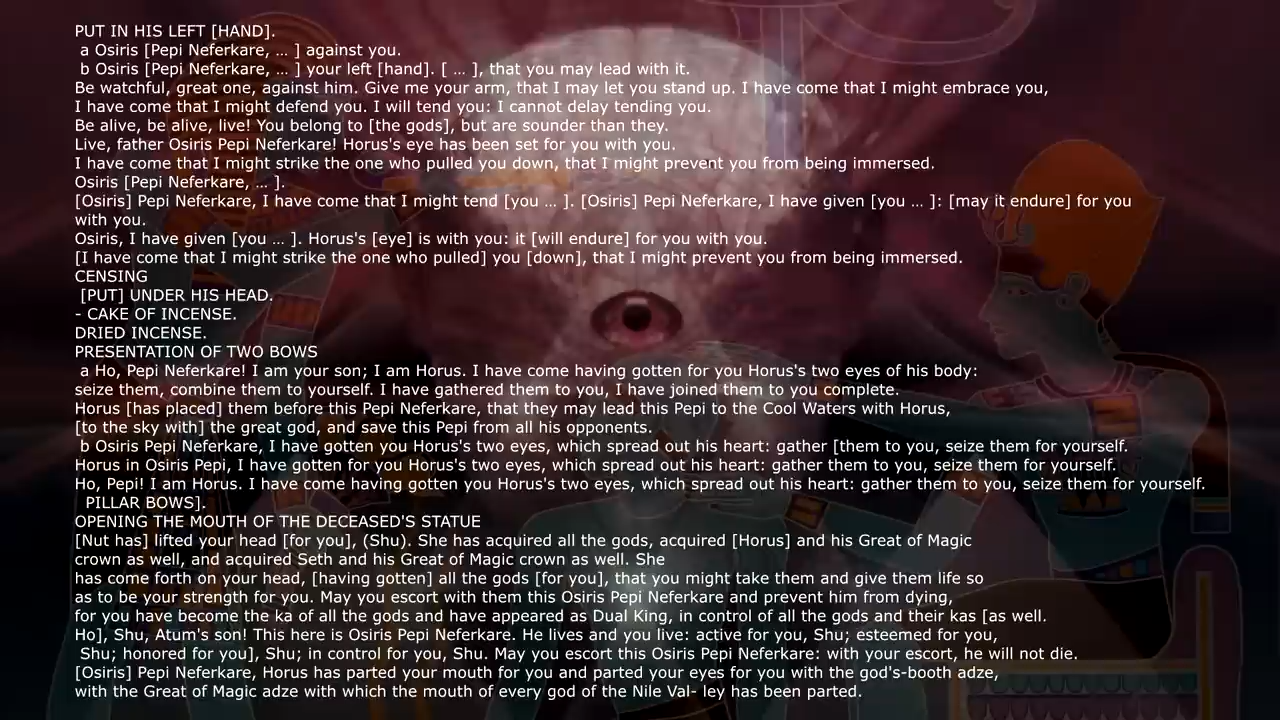 PUT IN HIS LEFT [HAND].
a Osiris [Pepi Neferkare, … ] against you.
b Osiris [Pepi Neferkare, … ] your left [hand]. [ … ], that you may lead with it.
Be watchful, great one, against him. Give me your arm, that I may let you stand up. I have come that I might embrace you,
I have come that I might defend you. I will tend you: I cannot delay tending you.
Be alive, be alive, live! You belong to [the gods], but are sounder than they.
Live, father Osiris Pepi Neferkare! Horus's eye has been set for you with you.
I have come that I might strike the one who pulled you down, that I might prevent you from being immersed.
Osiris [Pepi Neferkare, … ].
[Osiris] Pepi Neferkare, I have come that I might tend [you … ]. [Osiris] Pepi Neferkare, I have given [you … ]: [may it endure] for you
with you.
Osiris, I have given [you … ]. Horus's [eye] is with you: it [will endure] for you with you.
[I have come that I might strike the one who pulled] you [down], that I might prevent you from being immersed.
CENSING
[PUT] UNDER HIS HEAD.
- CAKE OF INCENSE.
DRIED INCENSE.
PRESENTATION OF TWO BOWS
a Ho, Pepi Neferkare! I am your son; I am Horus. I have come having gotten for you Horus's two eyes of his body:
seize them, combine them to yourself. I have gathered them to you, I have joined them to you complete.
Horus [has placed] them before this Pepi Neferkare, that they may lead this Pepi to the Cool Waters with Horus,
[to the sky with] the great god, and save this Pepi from all his opponents.
b Osiris Pepi Neferkare, I have gotten you Horus's two eyes, which spread out his heart: gather [them to you, seize them for yourself.
Horus in Osiris Pepi, I have gotten for you Horus's two eyes, which spread out his heart: gather them to you, seize them for yourself.
Ho, Pepi! I am Horus. I have come having gotten you Horus's two eyes, which spread out his heart: gather them to you, seize them for yourself.
PILLAR BOWS].
OPENING THE MOUTH OF THE DECEASED'S STATUE
[Nut has] lifted your head [for you], (Shu). She has acquired all the gods, acquired [Horus] and his Great of Magic
crown as well, and acquired Seth and his Great of Magic crown as well. She
has come forth on your head, [having gotten] all the gods [for you], that you might take them and give them life so
as to be your strength for you. May you escort with them this Osiris Pepi Neferkare and prevent him from dying,
for you have become the ka of all the gods and have appeared as Dual King, in control of all the gods and their kas [as well.
Ho], Shu, Atum's son! This here is Osiris Pepi Neferkare. He lives and you live: active for you, Shu; esteemed for you,
Shu; honored for you], Shu; in control for you, Shu. May you escort this Osiris Pepi Neferkare: with your escort, he will not die.
[Osiris] Pepi Neferkare, Horus has parted your mouth for you and parted your eyes for you with the god's-booth adze,
with the Great of Magic adze with which the mouth of every god of the Nile Val- ley has been parted.